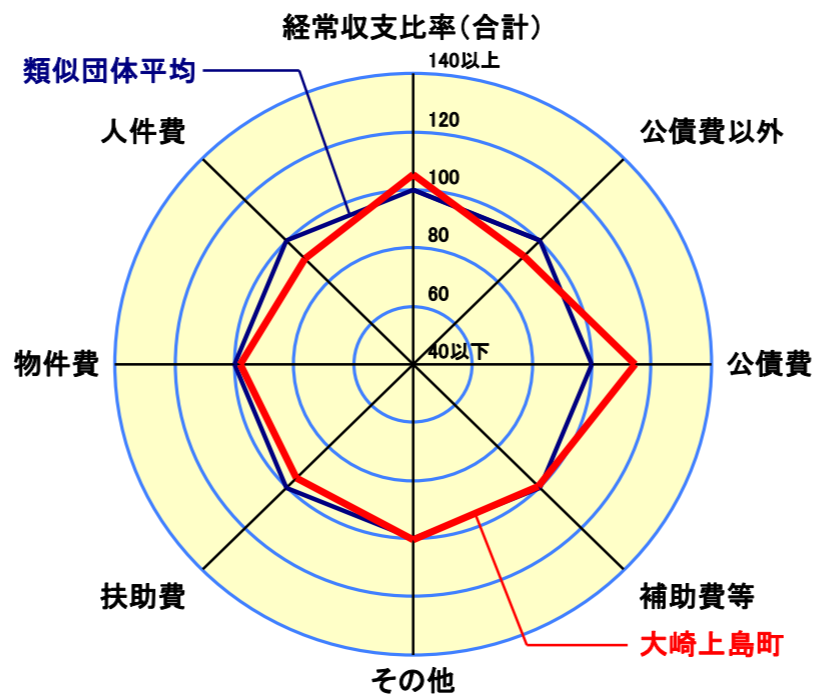 経常収支比率（合計）
類似団体平均
140以上
人件費
公債費以外
120
100
80
60
40以下
物件費
公債費
扶助費
補助費等
大崎上島町
その他